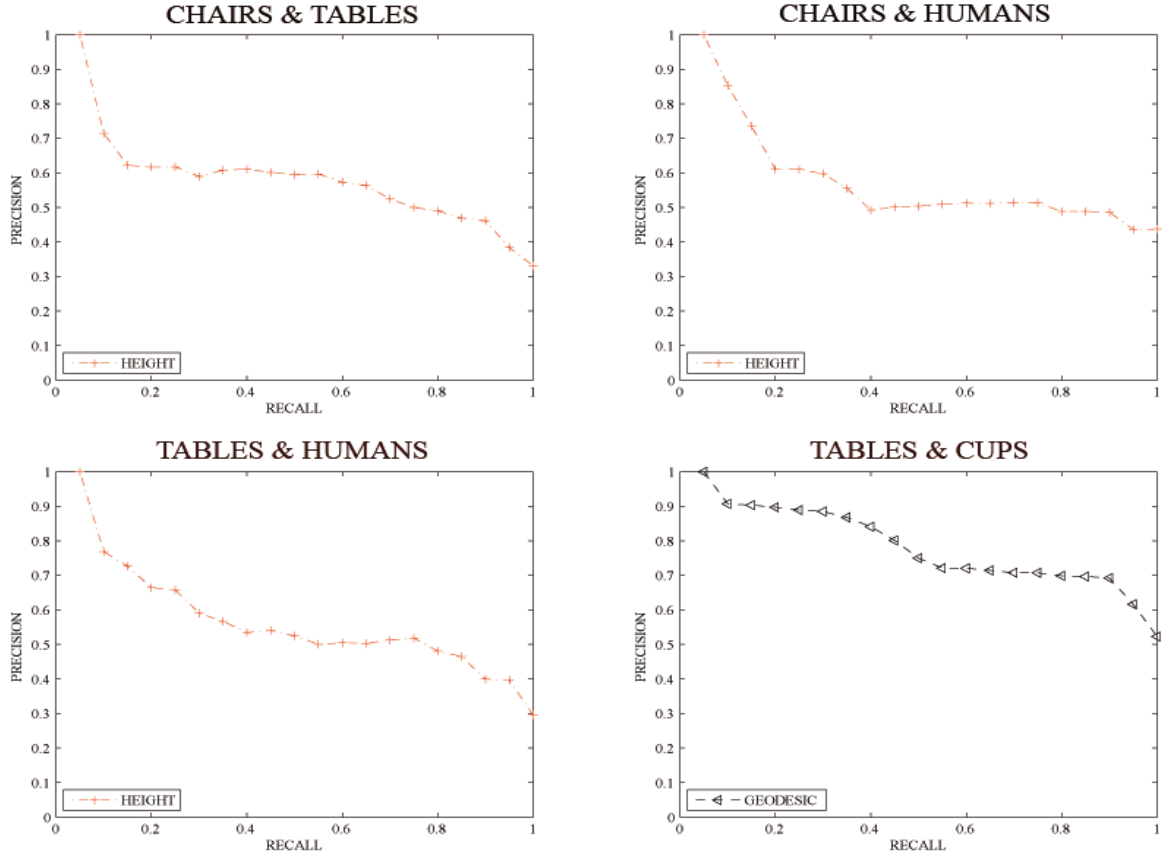 CHAIRS & TABLES
1
0.9
0.8
0.7
0.6
0.5
0.4
0.3
0.2
0.1
0
PRECISION
HEIGHT
0 0.2 0.4 0.6 0.8 1
RECALL
CHAIRS & HUMANS
1
0.9
0.8
0.7
0.6
0.5
0.4
0.3
0.2
0.1
0
PRECISION
HEIGHT
0 0.2 0.4 0.6 0.8 1
RECALL
TABLES & HUMANS
1
0.9
0.8
0.7
0.6
0.5
0.4
0.3
0.2
0.1
0
PRECISION
HEIGHT
0 0.2 0.4 0.6 0.8 1
RECALL
TABLES & CUPS
1
0.9
0.8
0.7
0.6
0.5
0.4
0.3
0.2
0.1
0
PRECISION
GEODESIC
0 0.2 0.4 0.6 0.8 1
RECALL